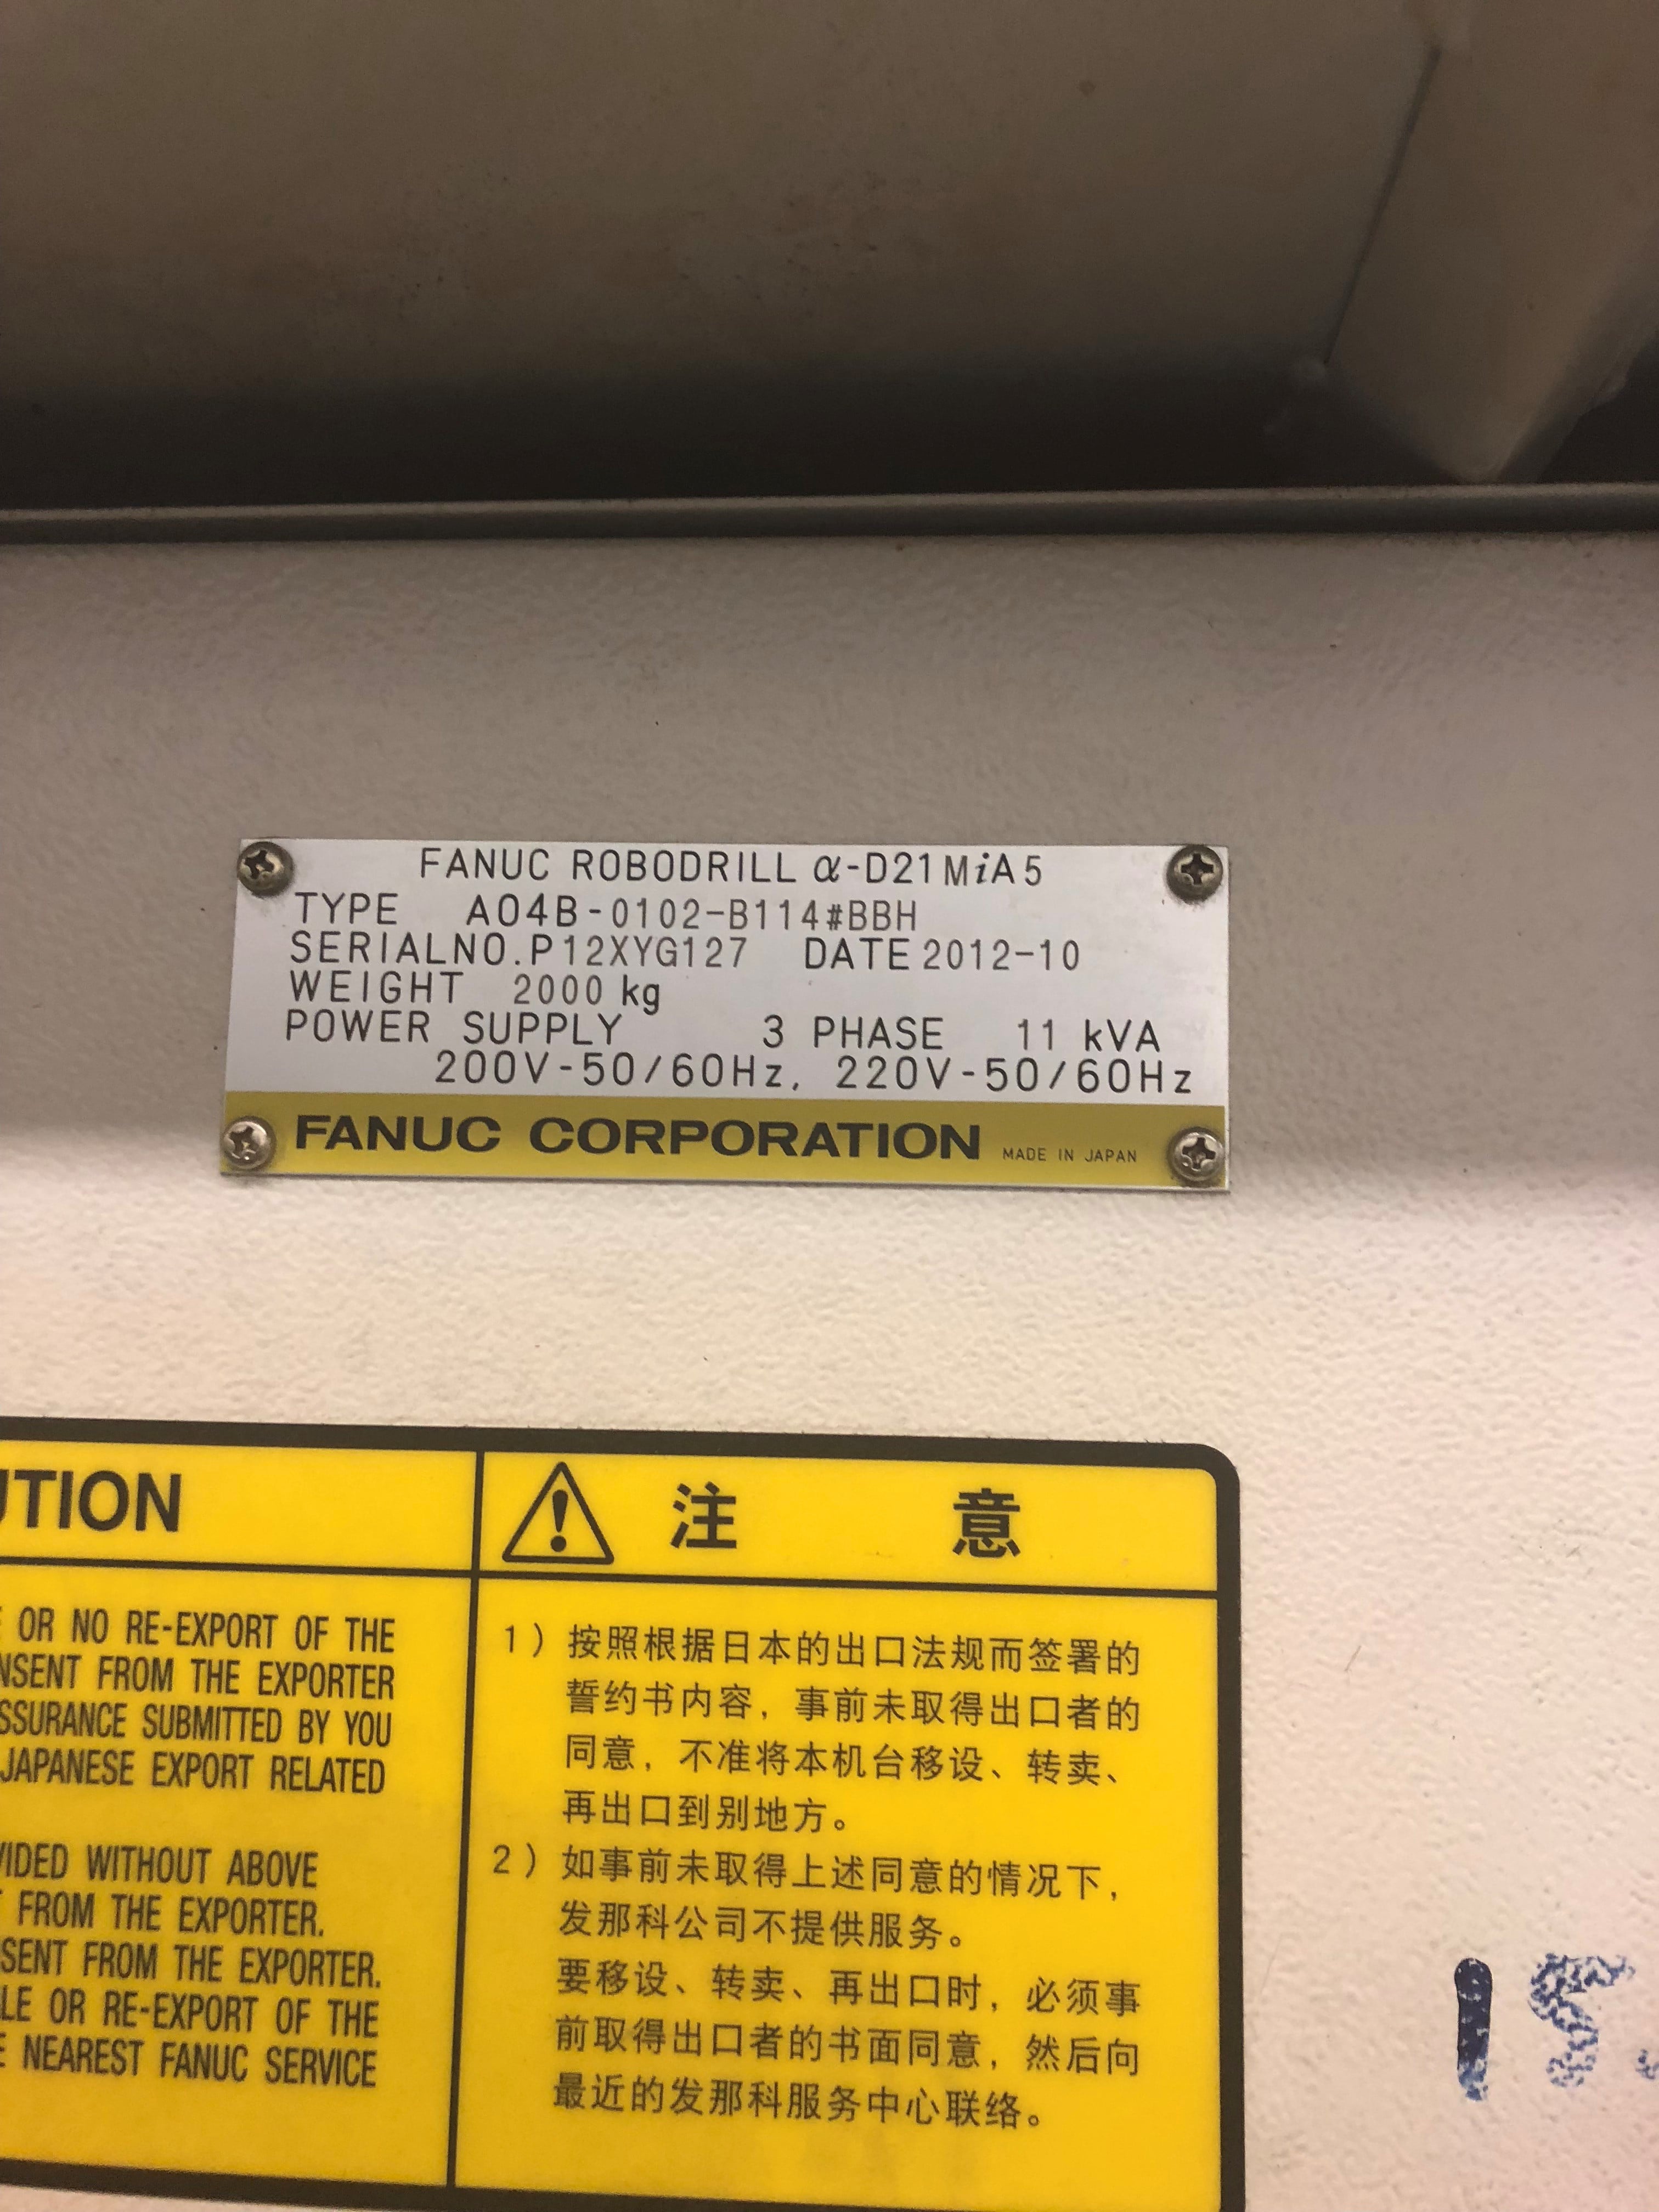 FANUC ROBODRILL α-D21MiA5
TYPE A04B-0102-B114#BBH
SERIALNO.P12XYG127 DATE 2012-10
WEIGHT 2000 kg
POWER SUPPLY 3 PHASE 11 kVA
200V-50/60Hz, 220V-50/60Hz
FANUC CORPORATION MADE IN JAPAN
UTION
OR NO RE-EXPORT OF THE
NSENT FROM THE EXPORTER
SSURANCE SUBMITTED BY YOU
JAPANESE EXPORT RELATED
VIDED WITHOUT ABOVE
FROM THE EXPORTER.
SENT FROM THE EXPORTER.
LE OR RE-EXPORT OF THE
NEAREST FANUC SERVICE
注 意
1) 按照根据日本的出口法规而签署的
誓约书内容，事前未取得出口者的
同意，不准将本机台移设、转卖、
再出口到别地方。
2) 如事前未取得上述同意的情况下，
发那科公司不提供服务。
要移设、转卖、再出口时，必须事
前取得出口者的书面同意，然后向
最近的发那科服务中心联络。